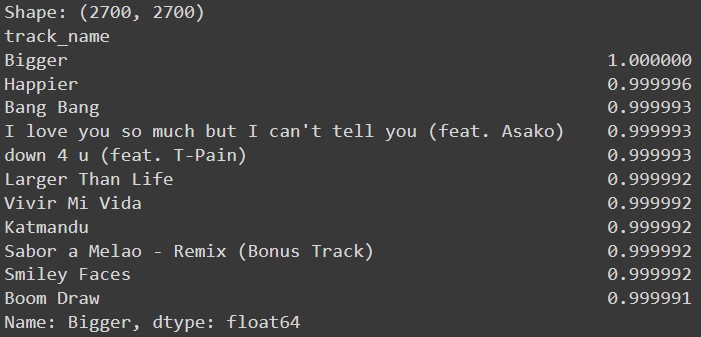 Shape: (2700, 2700)
track_name
Bigger 1.000000
Happier 0.999996
Bang Bang 0.999993
I love you so much but I can't tell you (feat. Asako) 0.999993
down 4 u (feat. T-Pain) 0.999993
Larger Than Life 0.999992
Vivir Mi Vida 0.999992
Katmandu 0.999992
Sabor a Melao - Remix (Bonus Track) 0.999992
Smiley Faces 0.999992
Boom Draw 0.999991
Name: Bigger, dtype: float64